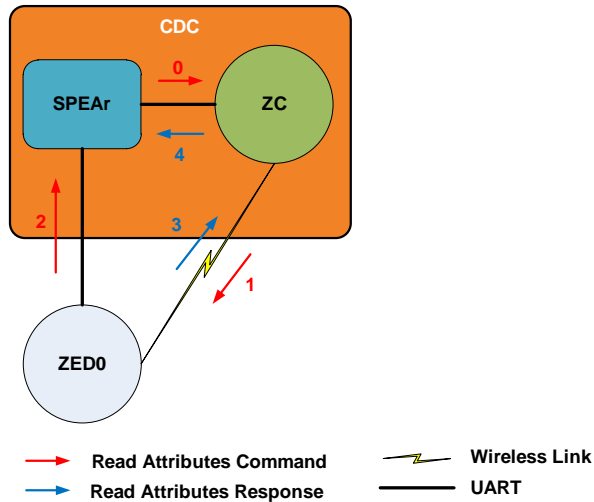 CDC
0
SPEAr
ZC
4
2
3
1
ZED0
Read Attributes Command
Wireless Link
Read Attributes Response
UART